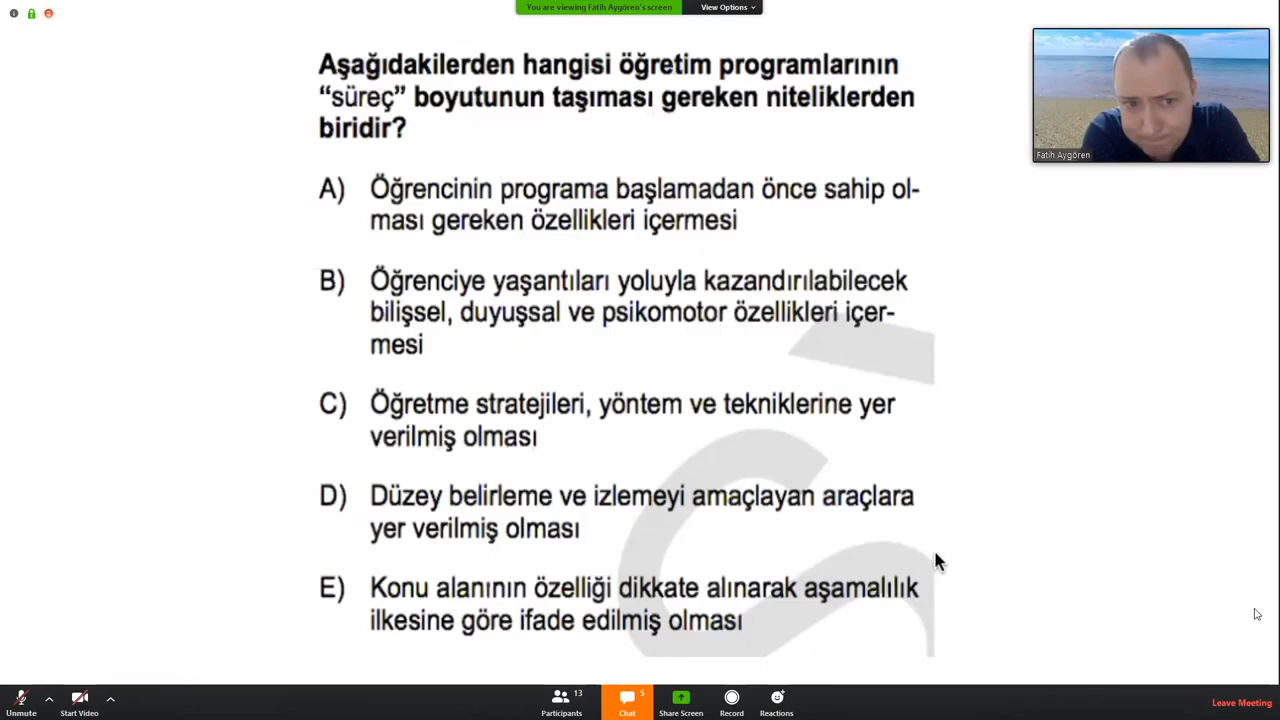 You are viewing Fatih Aygören's screen
View Options
Aşağıdakilerden hangisi öğretim programlarının
“süreç” boyutunun taşıması gereken niteliklerden
biridir?
Fatih Aygören
A) Öğrencinin programa başlamadan önce sahip ol-
ması gereken özellikleri içermesi
B) Öğrenciye yaşantıları yoluyla kazandırılabilecek
bilişsel, duyuşsal ve psikomotor özellikleri içer-
mesi
C) Öğretme stratejileri, yöntem ve tekniklerine yer
verilmiş olması
D) Düzey belirleme ve izlemeyi amaçlayan araçlara
yer verilmiş olması
E) Konu alanının özelliği dikkate alınarak aşamalılık
ilkesine göre ifade edilmiş olması
Unmute
Start Video
13
Participants
5
Chat
Share Screen
Record
Reactions
Leave Meeting